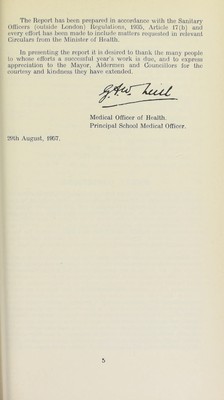 The Report has been prepared in accordance with the Sanitary
Officers (outside London) Regulations, 1935, Article 17(b) and
every effort has been made to include matters requested in relevant
Circulars from the Minister of Health.
In presenting the report it is desired to thank the many people
to whose efforts a successful year's work is due, and to express
appreciation to the Mayor, Aldermen and Councillors for the
courtesy and kindness they have extended.
Medical Officer of Health.
Principal School Medical Officer.
29th August, 1957.
5